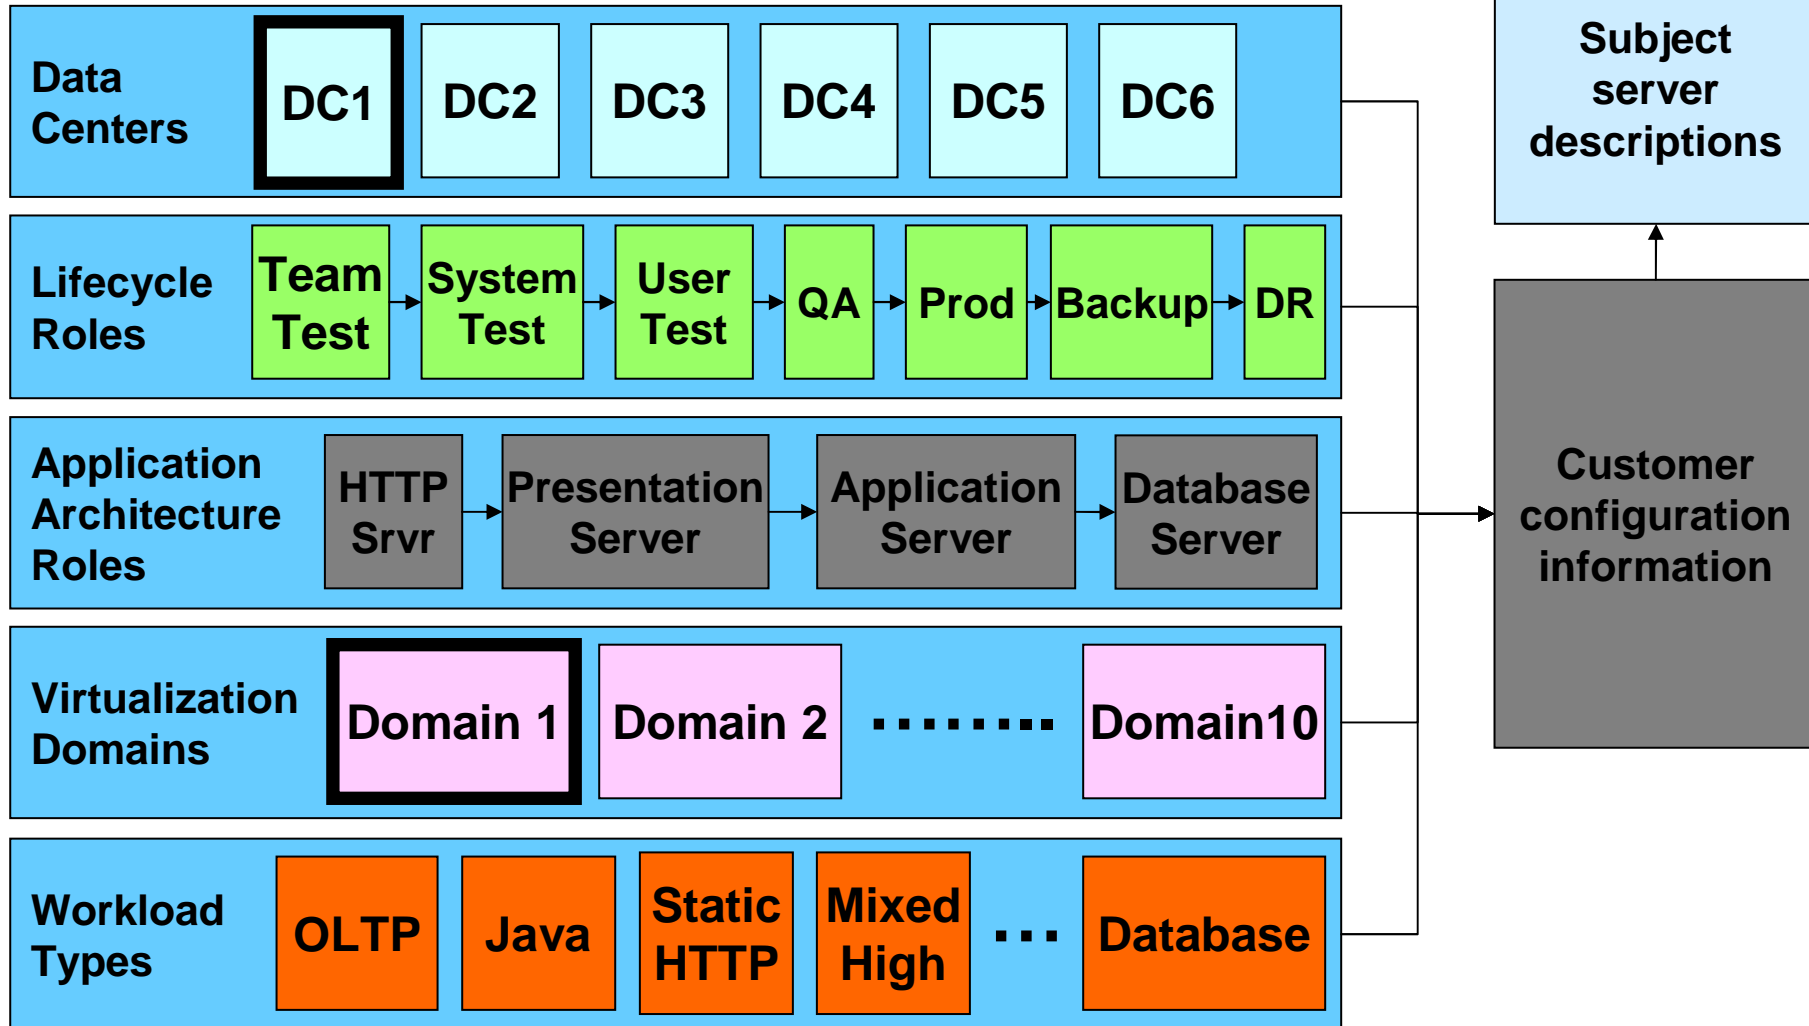 Data
Centers
DC1
DC2
DC3
DC4
DC5
DC6
Lifecycle
Roles
Team
Test
System
Test
User
Test
QA
Prod
Backup
DR
Application
Architecture
Roles
HTTP
Srvr
Presentation
Server
Application
Server
Database
Server
Virtualization
Domains
Domain 1
Domain 2
Domain10
Workload
Types
OLTP
Java
Static
HTTP
Mixed
High
Database
Subject
server
descriptions
Customer
configuration
information